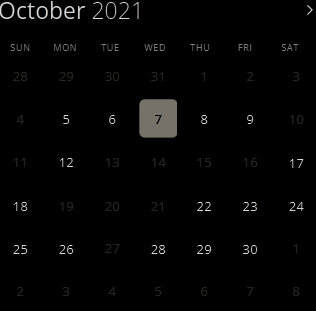 October 2021
SUN MON TUE WED THU FRI SAT
28 29 30 31 1 2 3
4 5 6 7 8 9 10
11 12 13 14 15 16 17
18 19 20 21 22 23 24
25 26 27 28 29 30 1
2 3 4 5 6 7 8